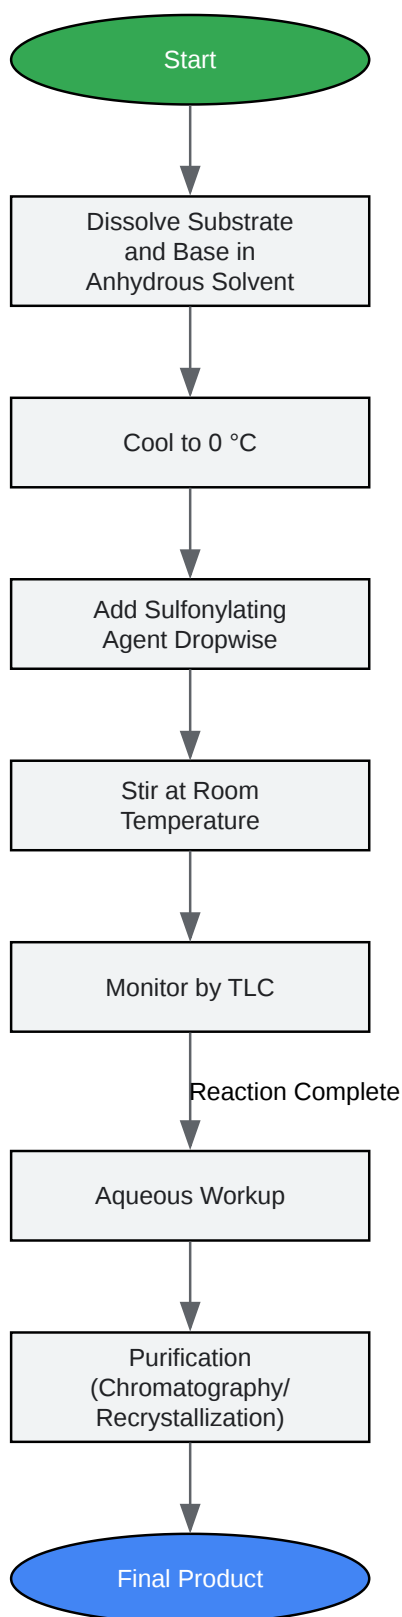 Start
Dissolve Substrate
and Base in
Anhydrous Solvent
Cool to 0 °C
Add Sulfonylating
Agent Dropwise
Stir at Room
Temperature
Monitor by TLC
Reaction Complete
Aqueous Workup
Purification
(Chromatography/
Recrystallization)
Final Product